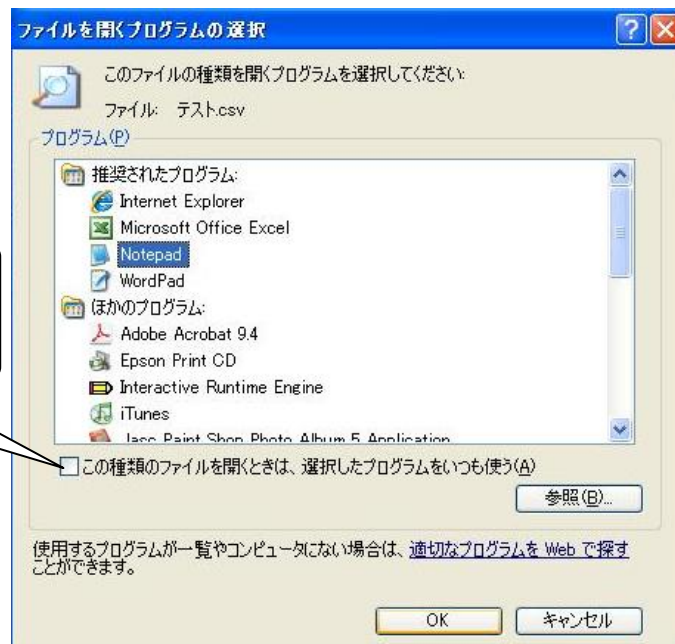 ファイルを開くプログラムの選択
このファイルの種類を開くプログラムを選択してください:
ファイル: テスト.csv
プログラム(P)
推奨されたプログラム:
Internet Explorer
Microsoft Office Excel
Notepad
WordPad
ほかのプログラム:
Adobe Acrobat 9.4
Epson Print CD
Interactive Runtime Engine
iTunes
Jasc Paint Shop Photo Album 5 Application
この種類のファイルを開くときは、選択したプログラムをいつも使う(A)
参照(B)...
使用するプログラムが一覧やコンピュータにない場合は、適切なプログラムを Web で探す
ことができます。
OK キャンセル